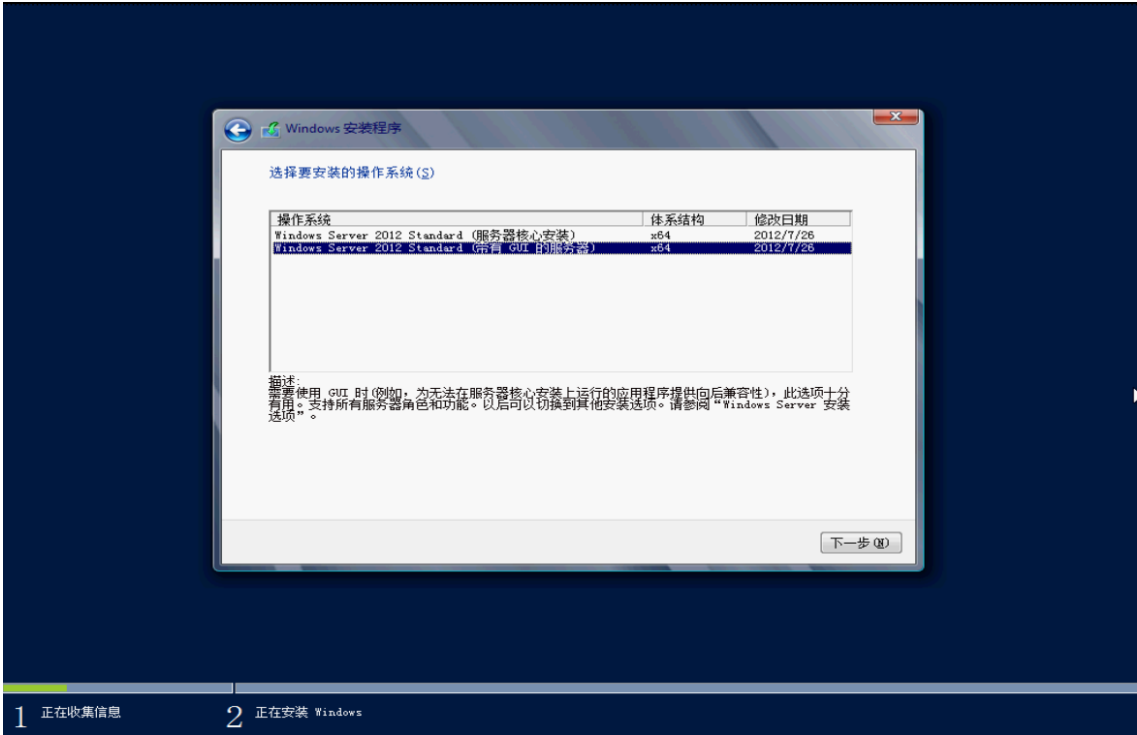 Windows 安装程序
选择要安装的操作系统(S)
操作系统 体系结构 修改日期
Windows Server 2012 Standard (服务器核心安装) x64 2012/7/26
Windows Server 2012 Standard (带有 GUI 的服务器) x64 2012/7/26
描述:
需要使用 GUI 时(例如，为无法在服务器核心安装上运行的应用程序提供向后兼容性)，此选项十分
有用。支持所有服务器角色和功能。以后可以切换到其他安装选项。请参阅“Windows Server 安装
选项”。
下一步(N)
1 正在收集信息 2 正在安装 Windows